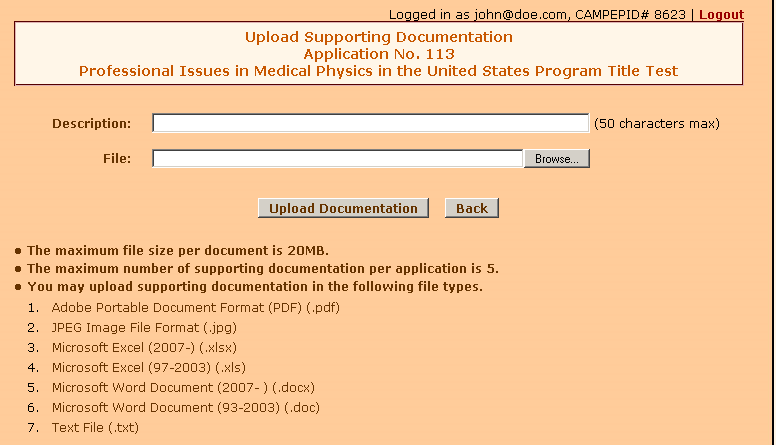 Logged in as john@doe.com, CAMPEPID# 8623 | Logout
Upload Supporting Documentation
Application No. 113
Professional Issues in Medical Physics in the United States Program Title Test
Description: (50 characters max)
File: Browse...
Upload Documentation Back
• The maximum file size per document is 20MB.
• The maximum number of supporting documentation per application is 5.
• You may upload supporting documentation in the following file types.
1. Adobe Portable Document Format (PDF) (.pdf)
2. JPEG Image File Format (.jpg)
3. Microsoft Excel (2007-) (.xlsx)
4. Microsoft Excel (97-2003) (.xls)
5. Microsoft Word Document (2007- ) (.docx)
6. Microsoft Word Document (93-2003) (.doc)
7. Text File (.txt)